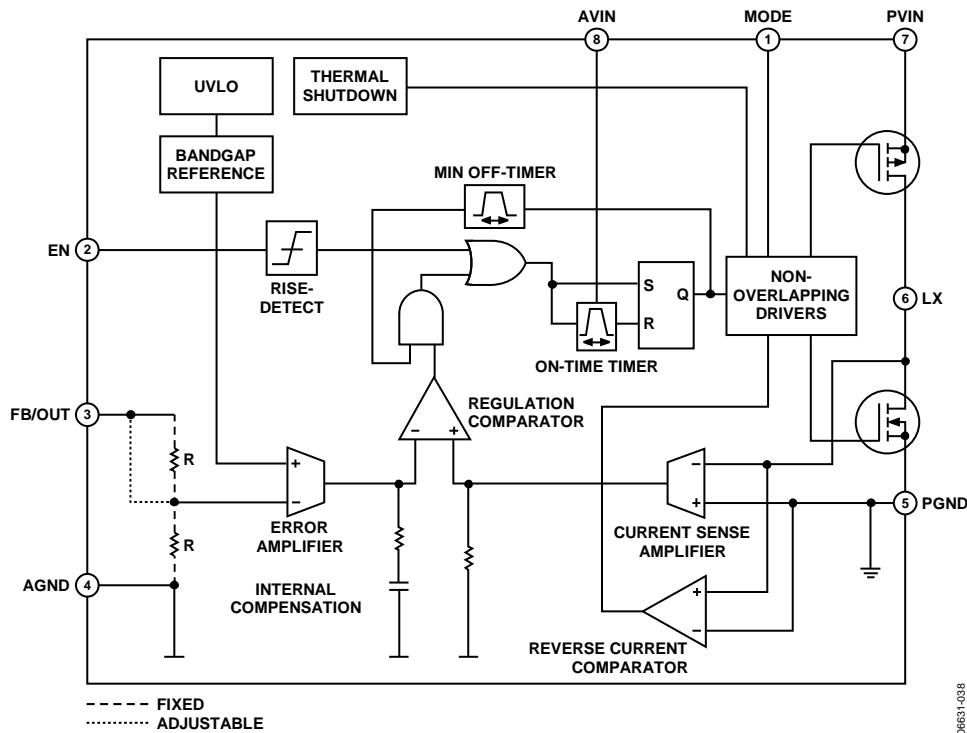 AVIN
MODE
PVIN
8
1
7
UVLO
THERMAL
SHUTDOWN
BANDGAP
REFERENCE
MIN OFF-TIMER
EN
2
RISE-
DETECT
S
R
Q
NON-
OVERLAPPING
DRIVERS
6
LX
ON-TIME TIMER
FB/OUT
3
REGULATION
COMPARATOR
-
+
R
+
-
ERROR
AMPLIFIER
-
+
CURRENT SENSE
AMPLIFIER
5
PGND
R
AGND
4
INTERNAL
COMPENSATION
+
-
REVERSE CURRENT
COMPARATOR
FIXED
ADJUSTABLE
06631-038